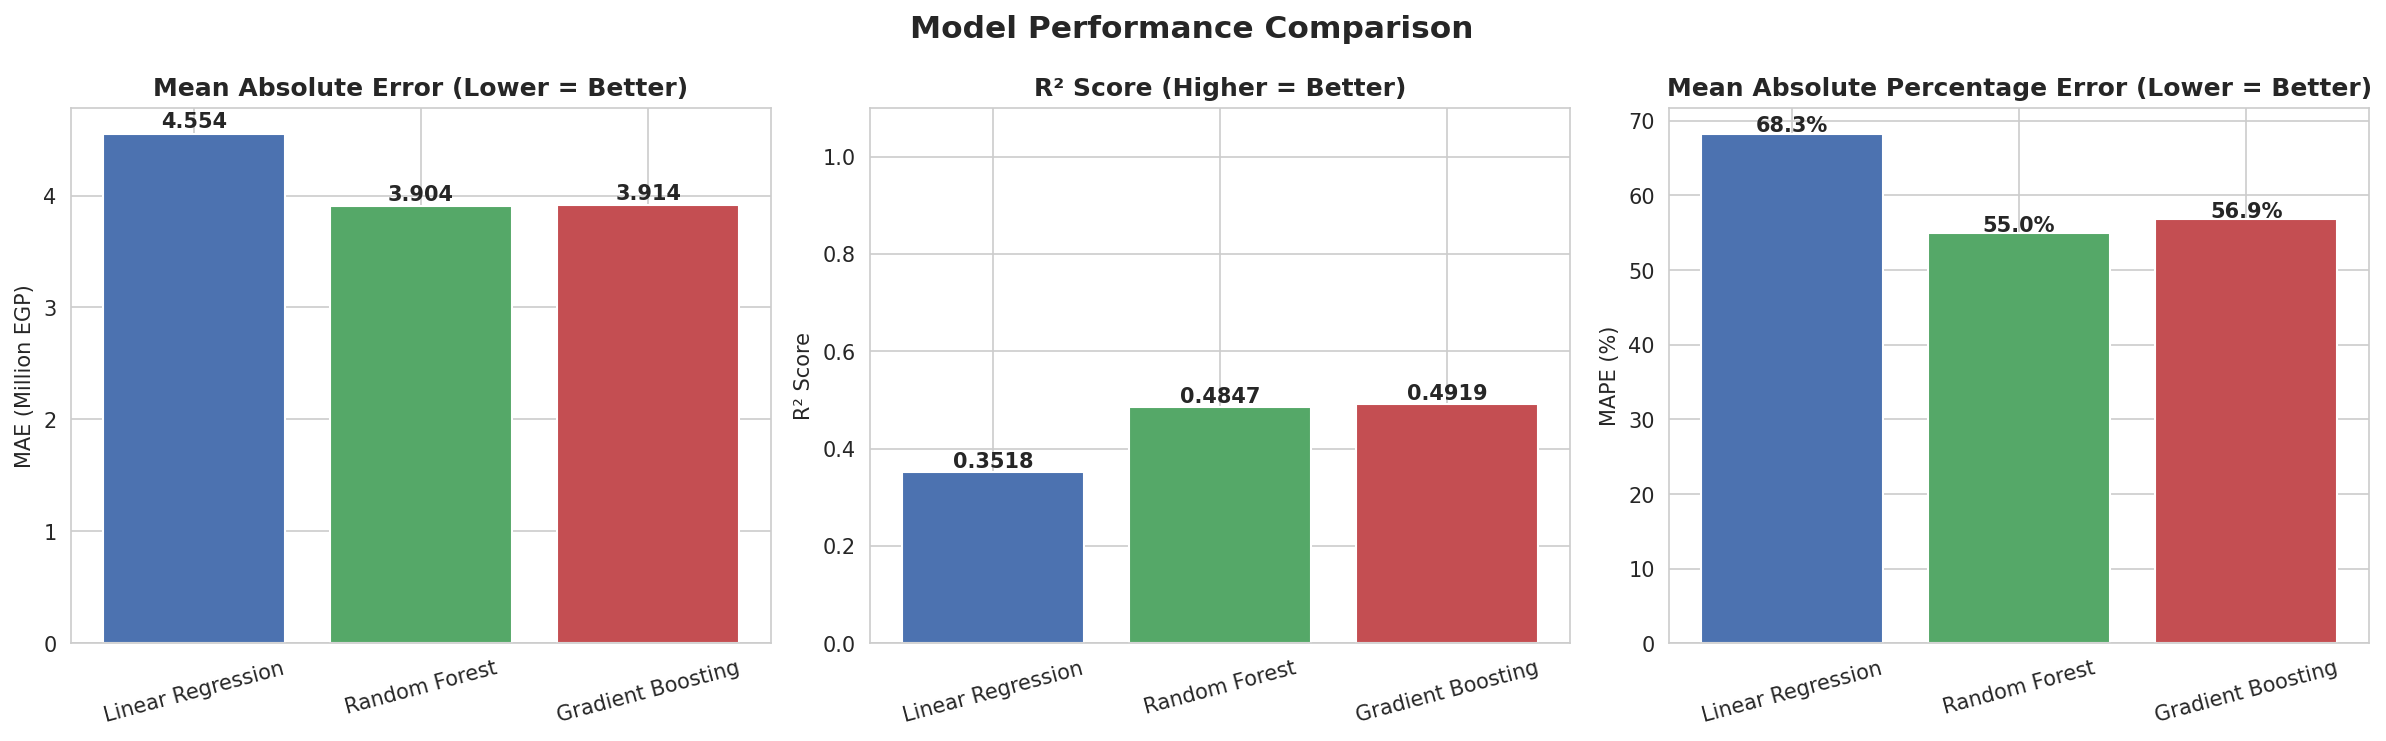 Model Performance Comparison
Mean Absolute Error (Lower = Better)
MAE (Million EGP)
4
3
2
1
0
4.554
3.904
3.914
Linear Regression
Random Forest
Gradient Boosting
R² Score (Higher = Better)
R² Score
1.0
0.8
0.6
0.4
0.2
0.0
0.3518
0.4847
0.4919
Linear Regression
Random Forest
Gradient Boosting
Mean Absolute Percentage Error (Lower = Better)
MAPE (%)
70
60
50
40
30
20
10
0
68.3%
55.0%
56.9%
Linear Regression
Random Forest
Gradient Boosting